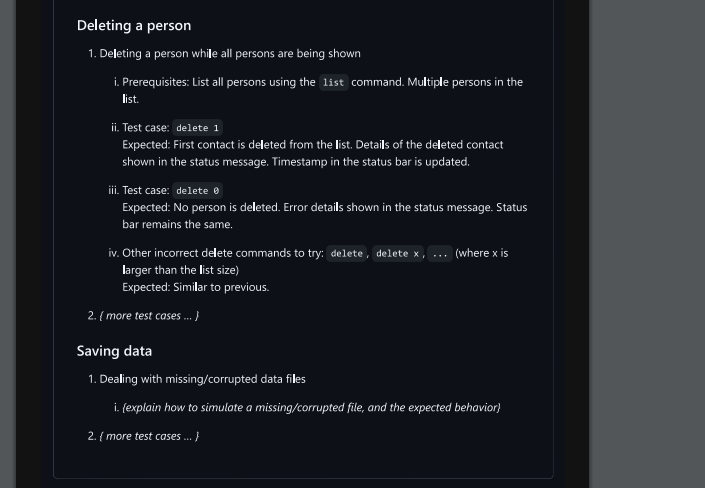 Deleting a person
1. Deleting a person while all persons are being shown
i. Prerequisites: List all persons using the list command. Multiple persons in the
list.
ii. Test case: delete 1
Expected: First contact is deleted from the list. Details of the deleted contact
shown in the status message. Timestamp in the status bar is updated.
iii. Test case: delete 0
Expected: No person is deleted. Error details shown in the status message. Status
bar remains the same.
iv. Other incorrect delete commands to try: delete, delete x, ... (where x is
larger than the list size)
Expected: Similar to previous.
2. { more test cases ... }
Saving data
1. Dealing with missing/corrupted data files
i. {explain how to simulate a missing/corrupted file, and the expected behavior}
2. { more test cases ... }